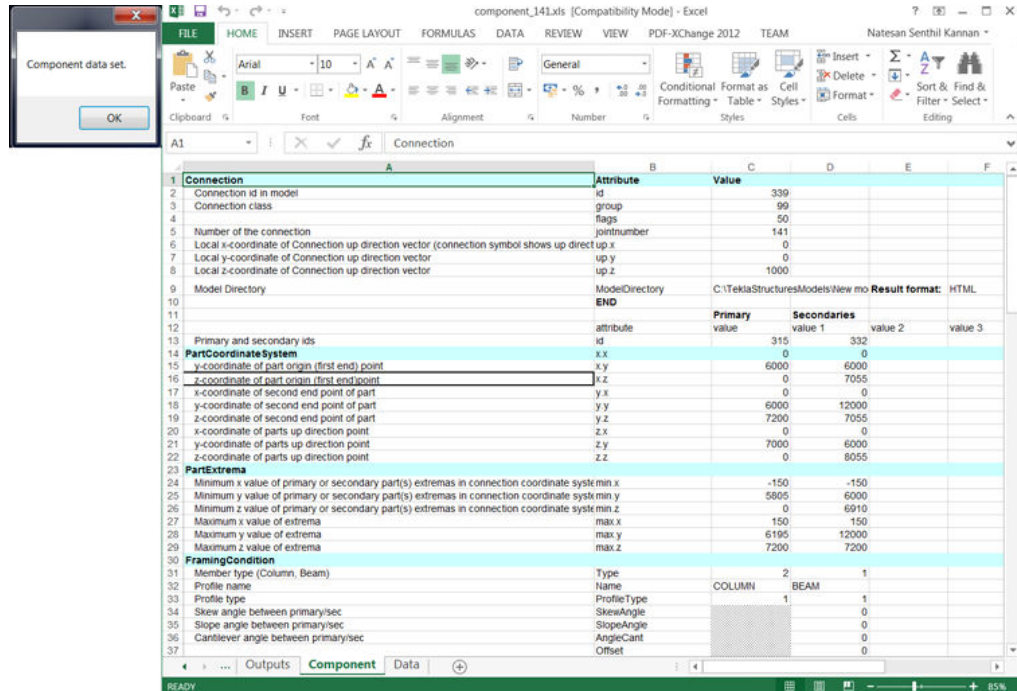 Component data set.
OK
component_141.xls [Compatibility Mode] - Excel
FILE HOME INSERT PAGE LAYOUT FORMULAS DATA REVIEW VIEW PDF-XChange 2012 TEAM Natesan Senthil Kannan
Paste Arial 10 General Conditional Formatting Format as Table Cell Styles Insert Delete Format Sort & Filter Find & Select
Clipboard Font Alignment Number Styles Cells Editing
A1 fx Connection
A B C D E F
1 Connection Attribute Value
2 Connection id in model id 339
3 Connection class group 99
4 flags 50
5 Number of the connection jointnumber 141
6 Local x-coordinate of Connection up direction vector (connection symbol shows up direct up.x 0
7 Local y-coordinate of Connection up direction vector up.y 0
8 Local z-coordinate of Connection up direction vector up.z 1000
9 Model Directory ModelDirectory C:\TeklaStructuresModels\New mo Result format: HTML
10 END
11 Primary Secondaries
12 attribute value value 1 value 2 value 3
13 Primary and secondary ids id 315 332
14 PartCoordinateSystem x.x 0 0
15 y-coordinate of part origin (first end) point x.y 6000 6000
16 z-coordinate of part origin (first end)point x.z 0 7055
17 x-coordinate of second end point of part y.x 0 0
18 y-coordinate of second end point of part y.y 6000 12000
19 z-coordinate of second end point of part y.z 7200 7055
20 x-coordinate of parts up direction point z.x 0 0
21 y-coordinate of parts up direction point z.y 7000 6000
22 z-coordinate of parts up direction point z.z 0 8055
23 PartExtrema
24 Minimum x value of primary or secondary part(s) extremas in connection coordinate syste min.x -150 -150
25 Minimum y value of primary or secondary part(s) extremas in connection coordinate syste min.y 5805 6000
26 Minimum z value of primary or secondary part(s) extremas in connection coordinate syste min.z 0 6910
27 Maximum x value of extrema max.x 150 150
28 Maximum y value of extrema max.y 6195 12000
29 Maximum z value of extrema max.z 7200 7200
30 FramingCondition
31 Member type (Column, Beam) Type 2 1
32 Profile name Name COLUMN BEAM
33 Profile type ProfileType 1 1
34 Skew angle between primary/sec SkewAngle 0
35 Slope angle between primary/sec SlopeAngle 0
36 Cantilever angle between primary/sec AngleCant 0
37 Offset 0
... Outputs Component Data
READY 85%